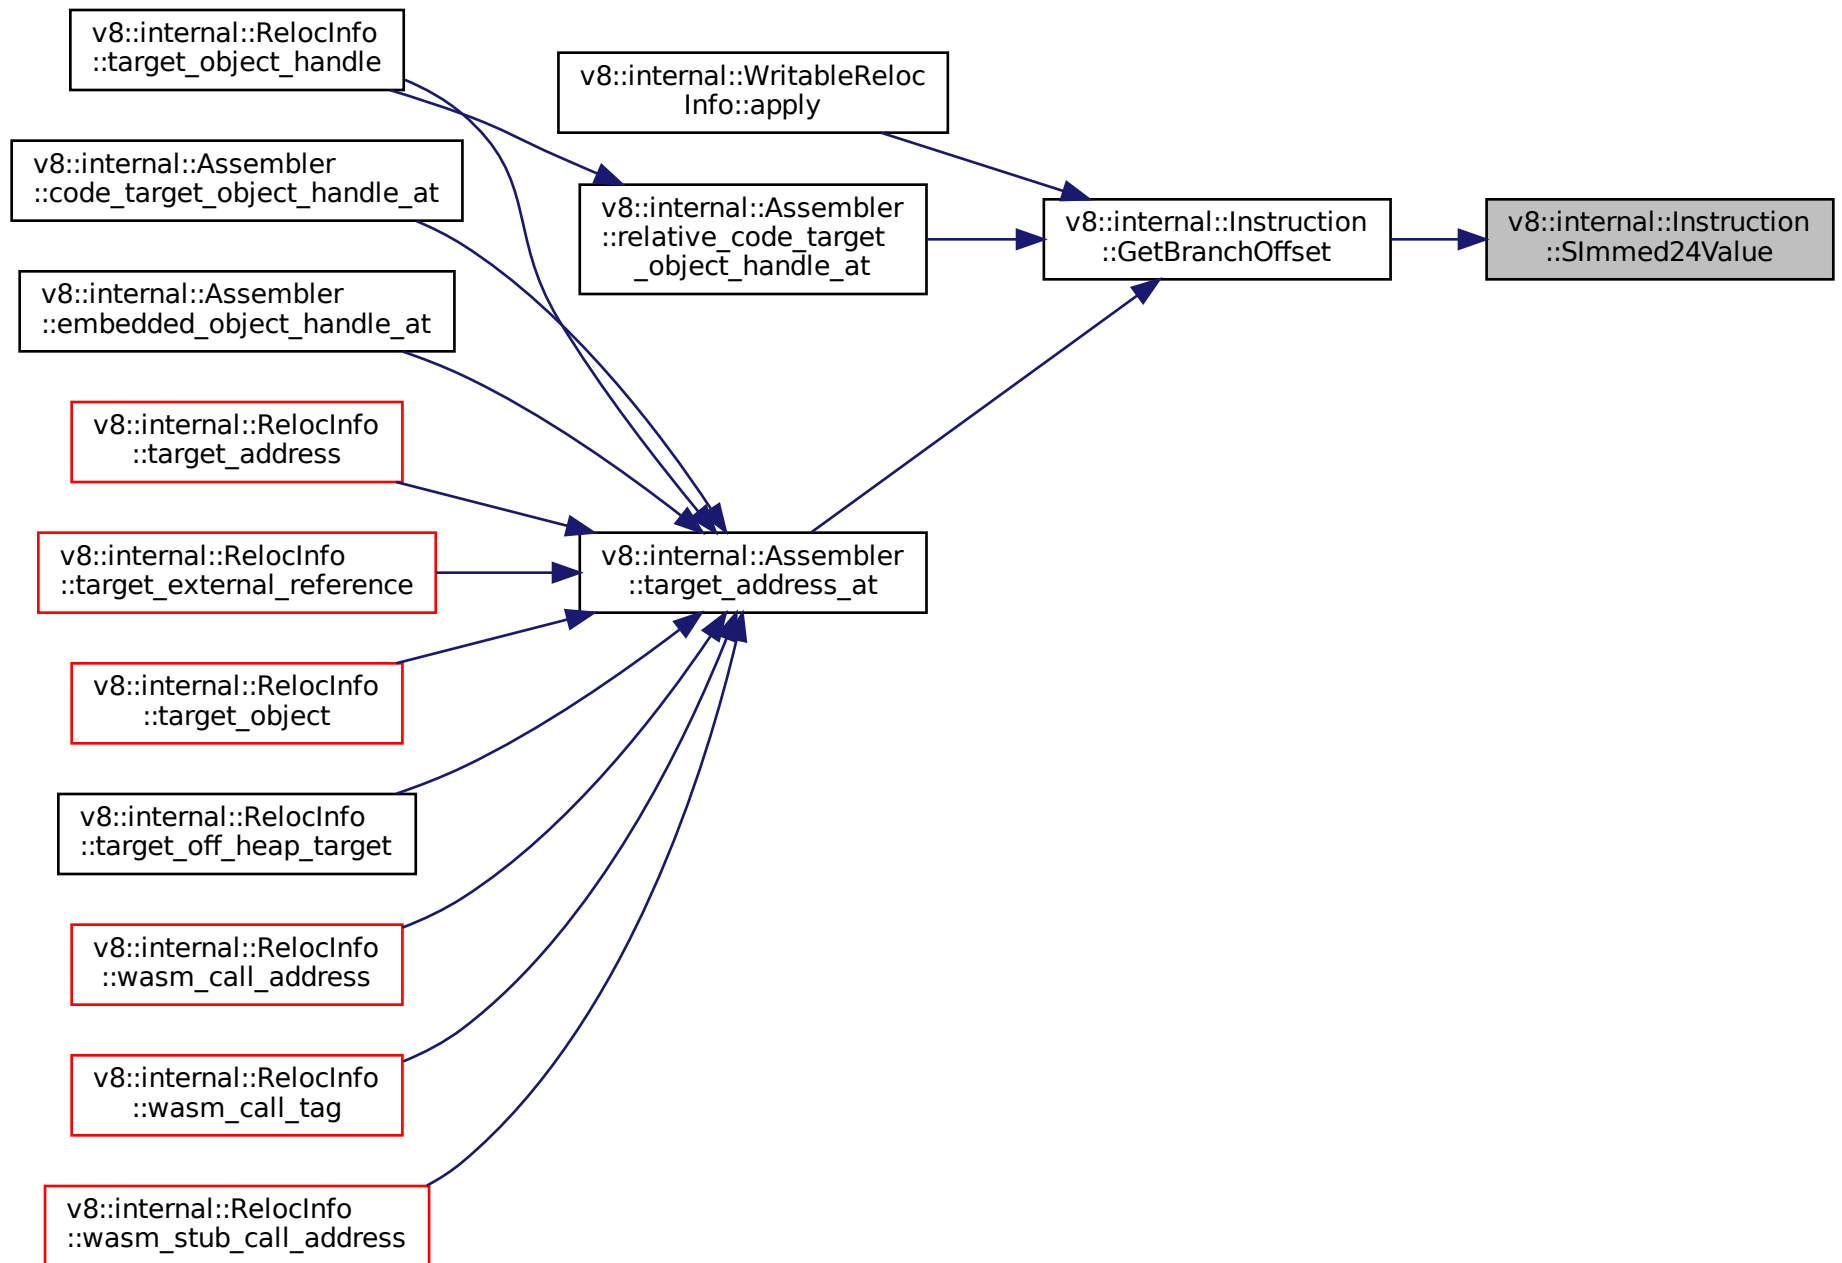 v8::internal::RelocInfo
::target_object_handle
v8::internal::Assembler
::code_target_object_handle_at
v8::internal::Assembler
::embedded_object_handle_at
v8::internal::RelocInfo
::target_address
v8::internal::RelocInfo
::target_external_reference
v8::internal::RelocInfo
::target_object
v8::internal::RelocInfo
::target_off_heap_target
v8::internal::RelocInfo
::wasm_call_address
v8::internal::RelocInfo
::wasm_call_tag
v8::internal::RelocInfo
::wasm_stub_call_address
v8::internal::WritableReloc
Info::apply
v8::internal::Assembler
::relative_code_target
_object_handle_at
v8::internal::Assembler
::target_address_at
v8::internal::Instruction
::GetBranchOffset
v8::internal::Instruction
::SImmed24Value